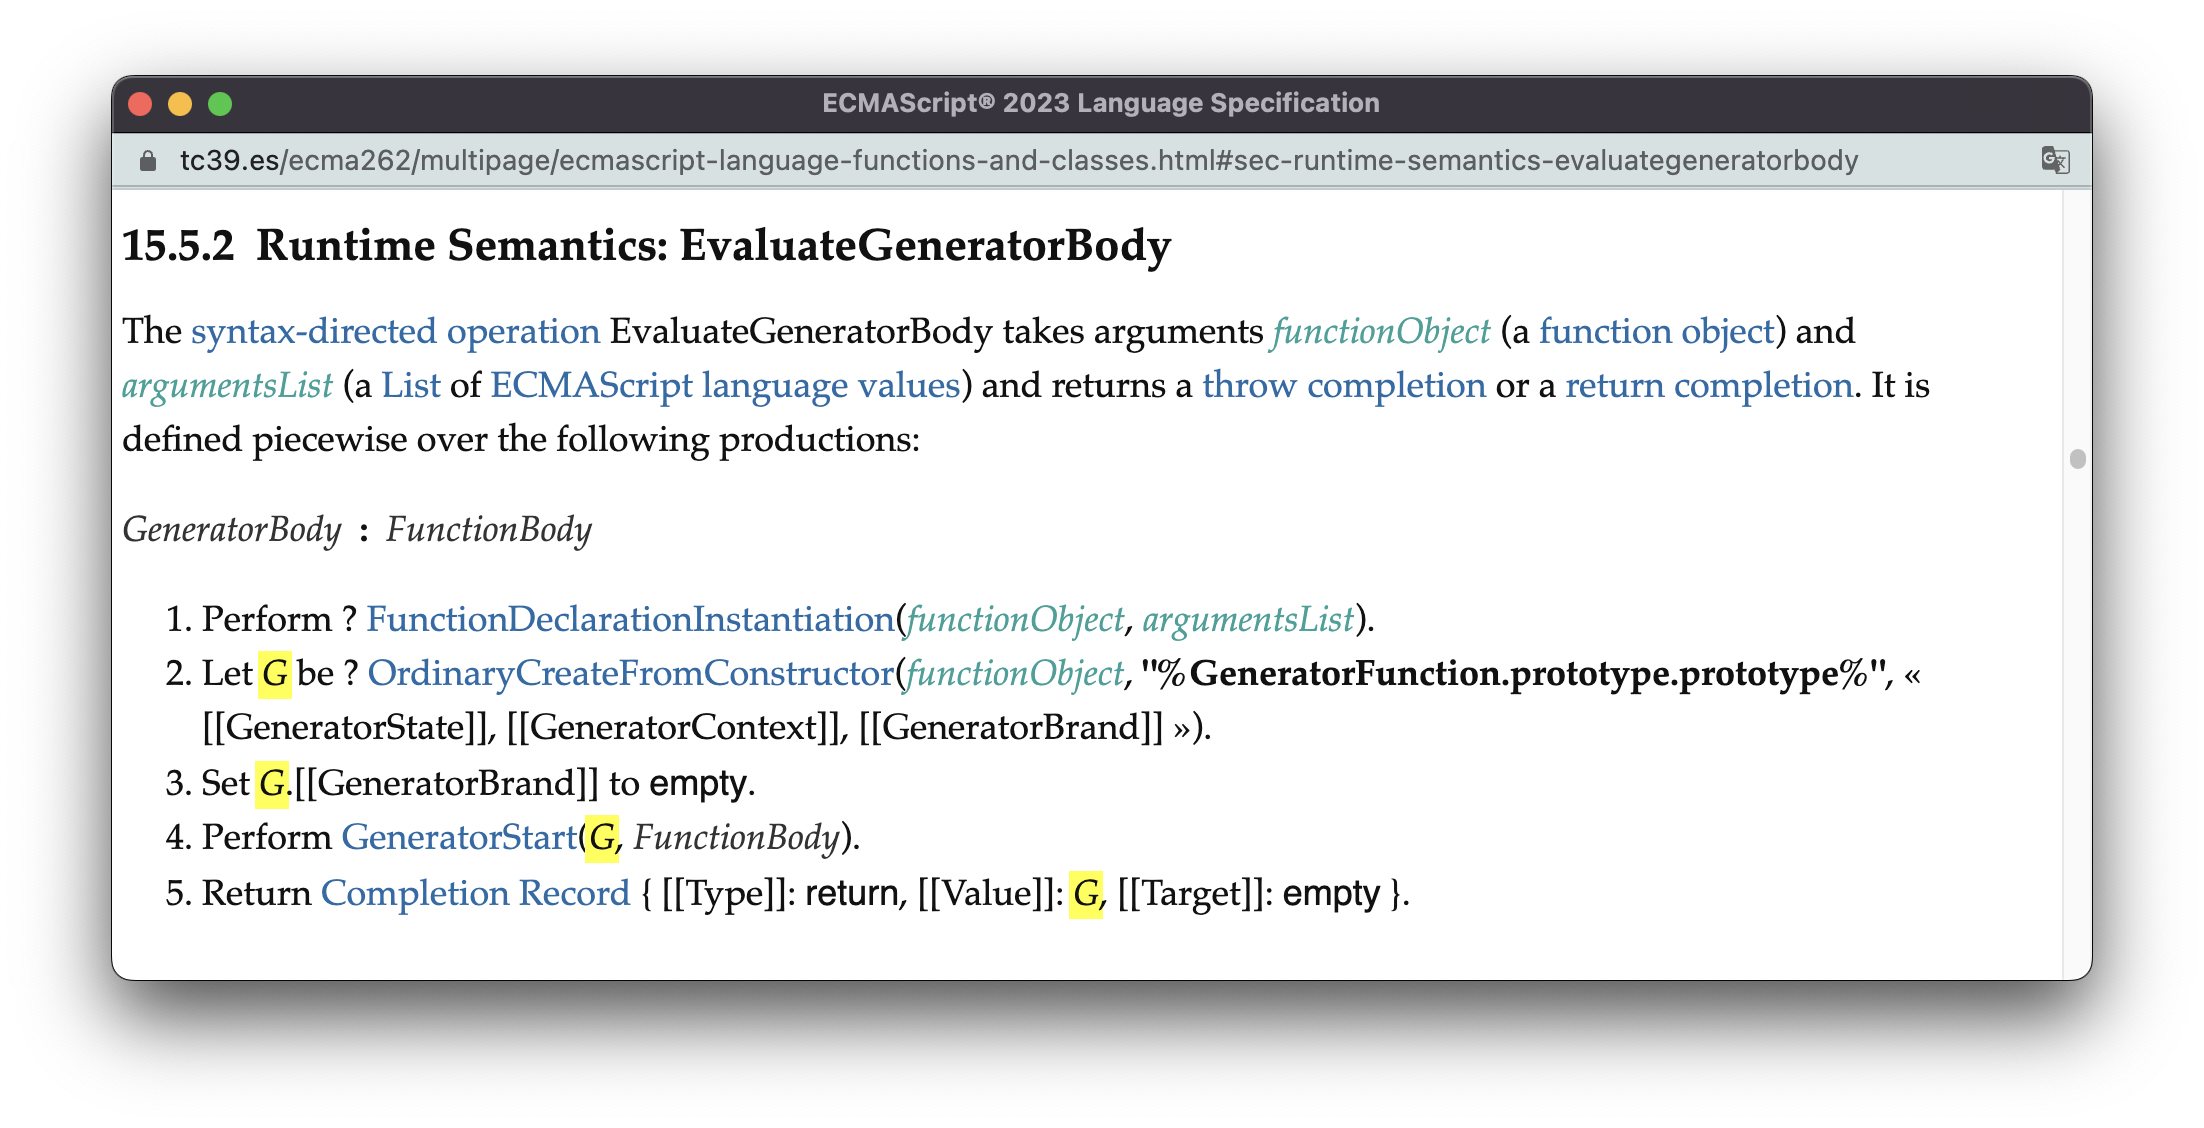 ECMAScript® 2023 Language Specification
tc39.es/ecma262/multipage/ecmascript-language-functions-and-classes.html#sec-runtime-semantics-evaluategeneratorbody
15.5.2 Runtime Semantics: EvaluateGeneratorBody
The syntax-directed operation EvaluateGeneratorBody takes arguments functionObject (a function object) and
argumentsList (a List of ECMAScript language values) and returns a throw completion or a return completion. It is
defined piecewise over the following productions:
GeneratorBody : FunctionBody
1. Perform ? FunctionDeclarationInstantiation(functionObject, argumentsList).
2. Let G be ? OrdinaryCreateFromConstructor(functionObject, "%GeneratorFunction.prototype.prototype%", «
[[GeneratorState]], [[GeneratorContext]], [[GeneratorBrand]] »).
3. Set G.[[GeneratorBrand]] to empty.
4. Perform GeneratorStart(G, FunctionBody).
5. Return Completion Record { [[Type]]: return, [[Value]]: G, [[Target]]: empty }.